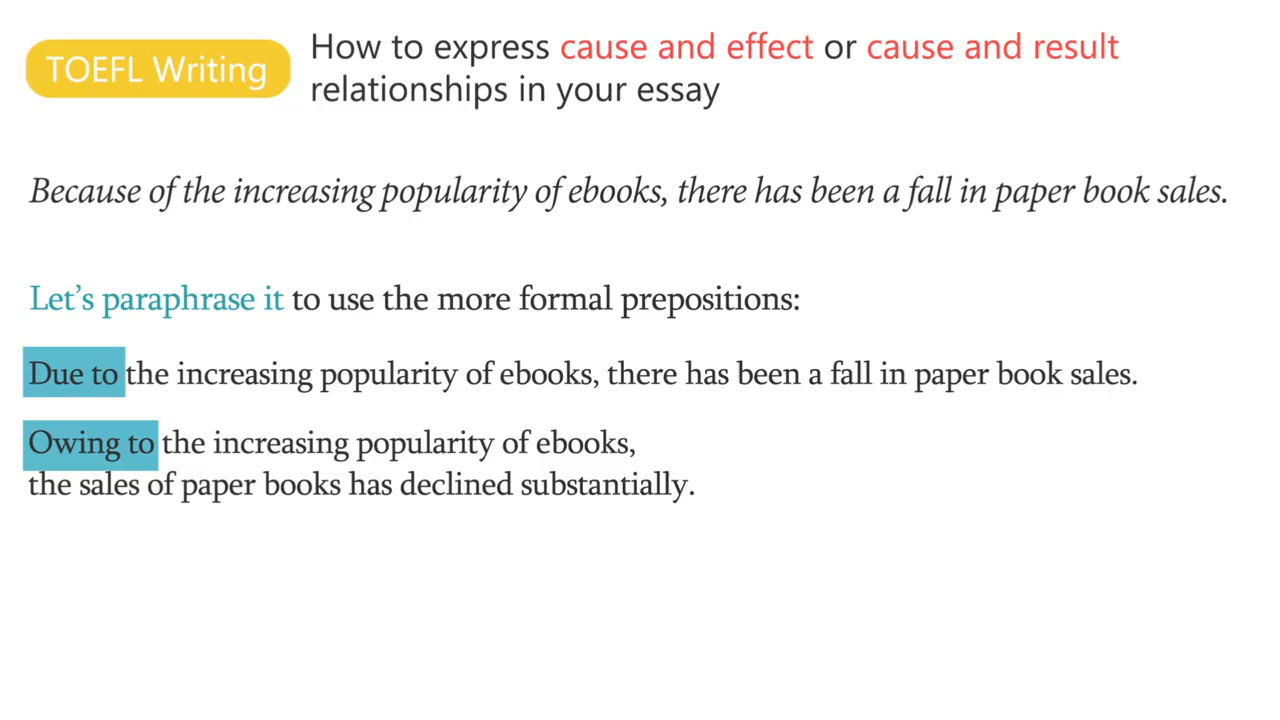 TOEFL Writing
How to express cause and effect or cause and result
relationships in your essay
Because of the increasing popularity of ebooks, there has been a fall in paper book sales.
Let's paraphrase it to use the more formal prepositions:
Due to the increasing popularity of ebooks, there has been a fall in paper book sales.
Owing to the increasing popularity of ebooks,
the sales of paper books has declined substantially.